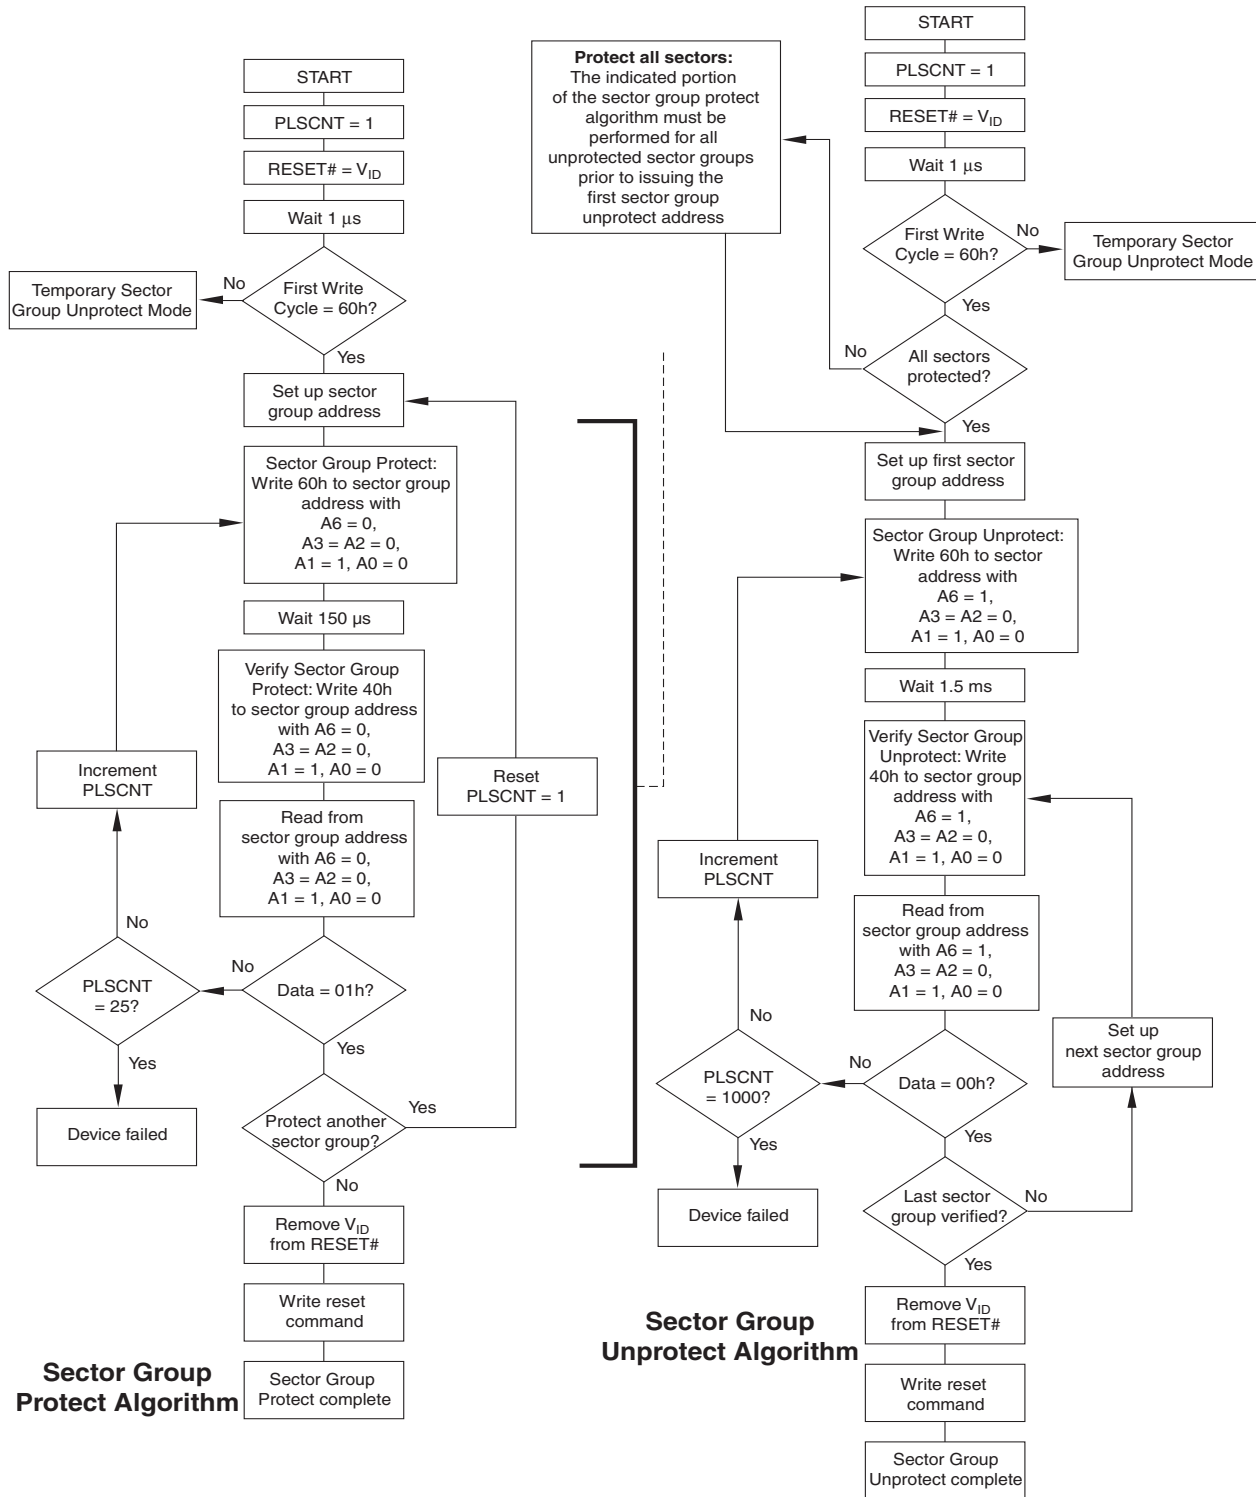 START
PLSCNT = 1
RESET# = VID
Wait 1 μs
First Write
Cycle = 60h?
No
Temporary Sector
Group Unprotect Mode
Yes
Set up sector
group address
Sector Group Protect:
Write 60h to sector group
address with
A6 = 0,
A3 = A2 = 0,
A1 = 1, A0 = 0
Wait 150 µs
Verify Sector Group
Protect: Write 40h
to sector group address
with A6 = 0,
A3 = A2 = 0,
A1 = 1, A0 = 0
Increment
PLSCNT
Reset
PLSCNT = 1
Read from
sector group address
with A6 = 0,
A3 = A2 = 0,
A1 = 1, A0 = 0
No
PLSCNT
= 25?
No
Data = 01h?
Yes
Yes
Device failed
Protect another
sector group?
Yes
No
Remove VID
from RESET#
Write reset
command
Sector Group
Protect complete
Sector Group
Protect Algorithm
Protect all sectors:
The indicated portion
of the sector group protect
algorithm must be
performed for all
unprotected sector groups
prior to issuing the
first sector group
unprotect address
START
PLSCNT = 1
RESET# = VID
Wait 1 μs
First Write
Cycle = 60h?
No
Temporary Sector
Group Unprotect Mode
Yes
No
All sectors
protected?
Yes
Set up first sector
group address
Sector Group Unprotect:
Write 60h to sector
address with
A6 = 1,
A3 = A2 = 0,
A1 = 1, A0 = 0
Wait 1.5 ms
Verify Sector Group
Unprotect: Write
40h to sector group
address with
A6 = 1,
A3 = A2 = 0,
A1 = 1, A0 = 0
Increment
PLSCNT
Read from
sector group address
with A6 = 1,
A3 = A2 = 0,
A1 = 1, A0 = 0
No
PLSCNT
= 1000?
No
Data = 00h?
Set up
next sector group
address
Yes
Yes
Device failed
Last sector
group verified?
No
Yes
Remove VID
from RESET#
Write reset
command
Sector Group
Unprotect complete
Sector Group
Unprotect Algorithm